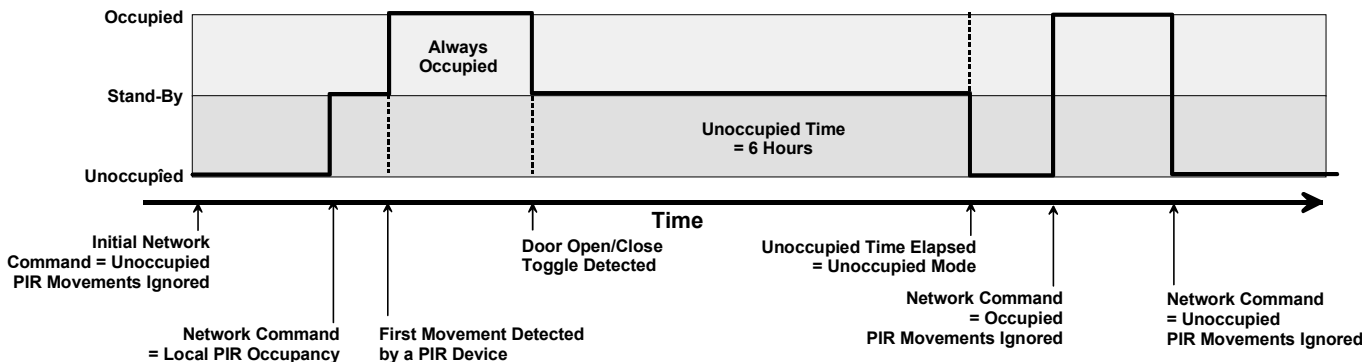 Occupied
Always
Occupied
Stand-By
Unoccupied Time
= 6 Hours
Unoccupied
Time
Initial Network
Command = Unoccupied
PIR Movements Ignored
Door Open/Close
Toggle Detected
Unoccupied Time Elapsed
= Unoccupied Mode
Network Command
= Local PIR Occupancy
First Movement Detected
by a PIR Device
Network Command
= Occupied
PIR Movements Ignored
Network Command
= Unoccupied
PIR Movements Ignored